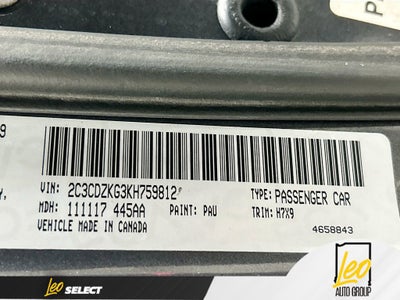 P
9
VIN: 2C3CDZKG3KH759812 TYPE: PASSENGER CAR
MDH: 111117 445AA PAINT: PAU TRIM: H7X9
VEHICLE MADE IN CANADA 4658843
Leo SELECT
Leo AUTO GROUP